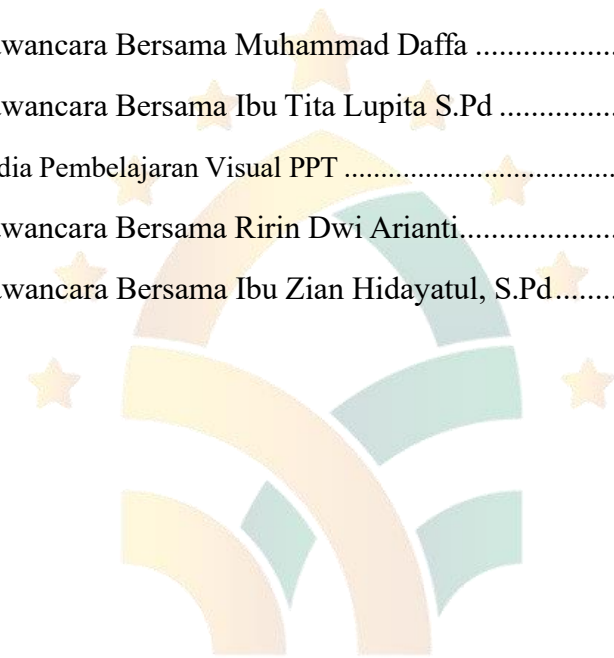 wancara Bersama Muhammad Daffa .................
wancara Bersama Ibu Tita Lupita S.Pd ..............
dia Pembelajaran Visual PPT ...................................
wancara Bersama Ririn Dwi Arianti...................
wancara Bersama Ibu Zian Hidayatul, S.Pd.......